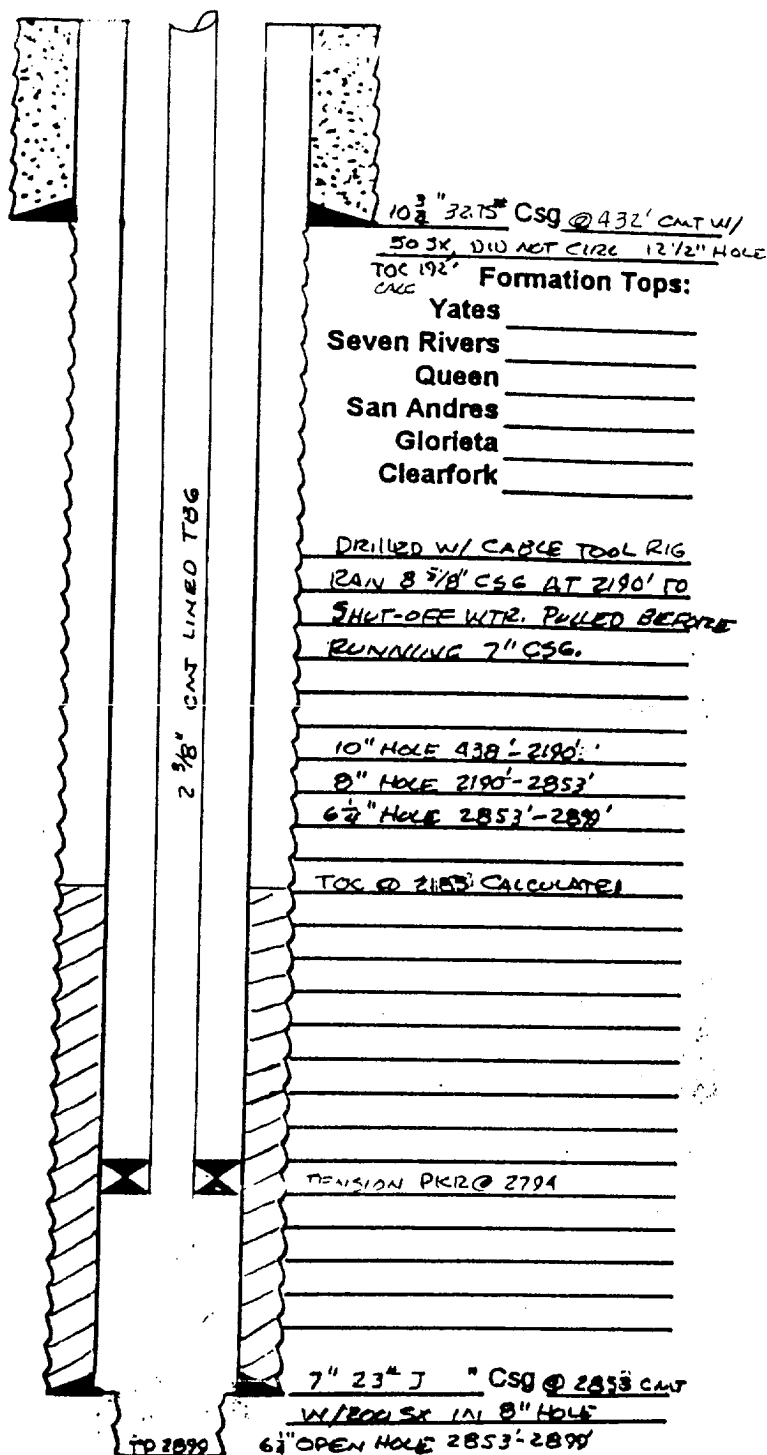 10 3/4" 32.75# Csg @ 432' CMT W/
50 SX, DID NOT CIRC 12 1/2" HOLE
TOC 192'
CALC
Formation Tops:
Yates
Seven Rivers
Queen
San Andres
Glorieta
Clearfork
2 3/8" CMT LINED TBG
DRILLED W/ CABLE TOOL RIG
RAN 8 5/8" CSG AT 2190' TO
SHUT-OFF WTR. PULLED BEFORE
RUNNING 7" CSG.
10" HOLE 438'-2190'
8" HOLE 2190'-2853'
6 1/4" HOLE 2853'-2899'
TOC @ CALCULATED
TENSION PKR @ 2794
7" 23# J " Csg @ 2853' CMT
W/200 SX IN 8" HOLE
TD 2899
6 1/4" OPEN HOLE 2853'-2899'